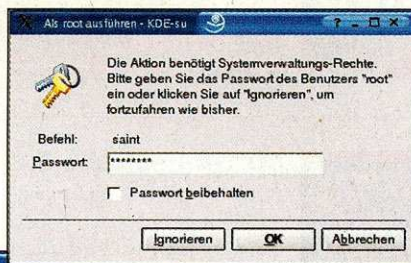 Als root ausführen - KDE-su
Die Aktion benötigt Systemverwaltungs-Rechte.
Bitte geben Sie das Passwort des Benutzers "root"
ein oder klicken Sie auf "Ignorieren", um
fortzufahren wie bisher.
Befehl: saint
Passwort: ********
Passwort beibehalten
Ignorieren OK Abbrechen